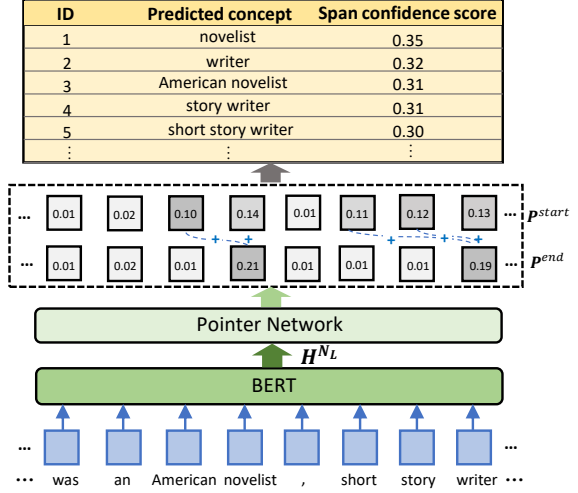 ID Predicted concept Span confidence score
1 novelist 0.35
2 writer 0.32
3 American novelist 0.31
4 story writer 0.31
5 short story writer 0.30
⋮ ⋮ ⋮
... 0.01 0.02 0.10 0.14 0.01 0.11 0.12 0.13 ... P^start
+ + + + +
... 0.01 0.02 0.01 0.21 0.01 0.01 0.01 0.19 ... P^end
Pointer Network
H^{N_L}
BERT
... ...
... was an American novelist , short story writer ...